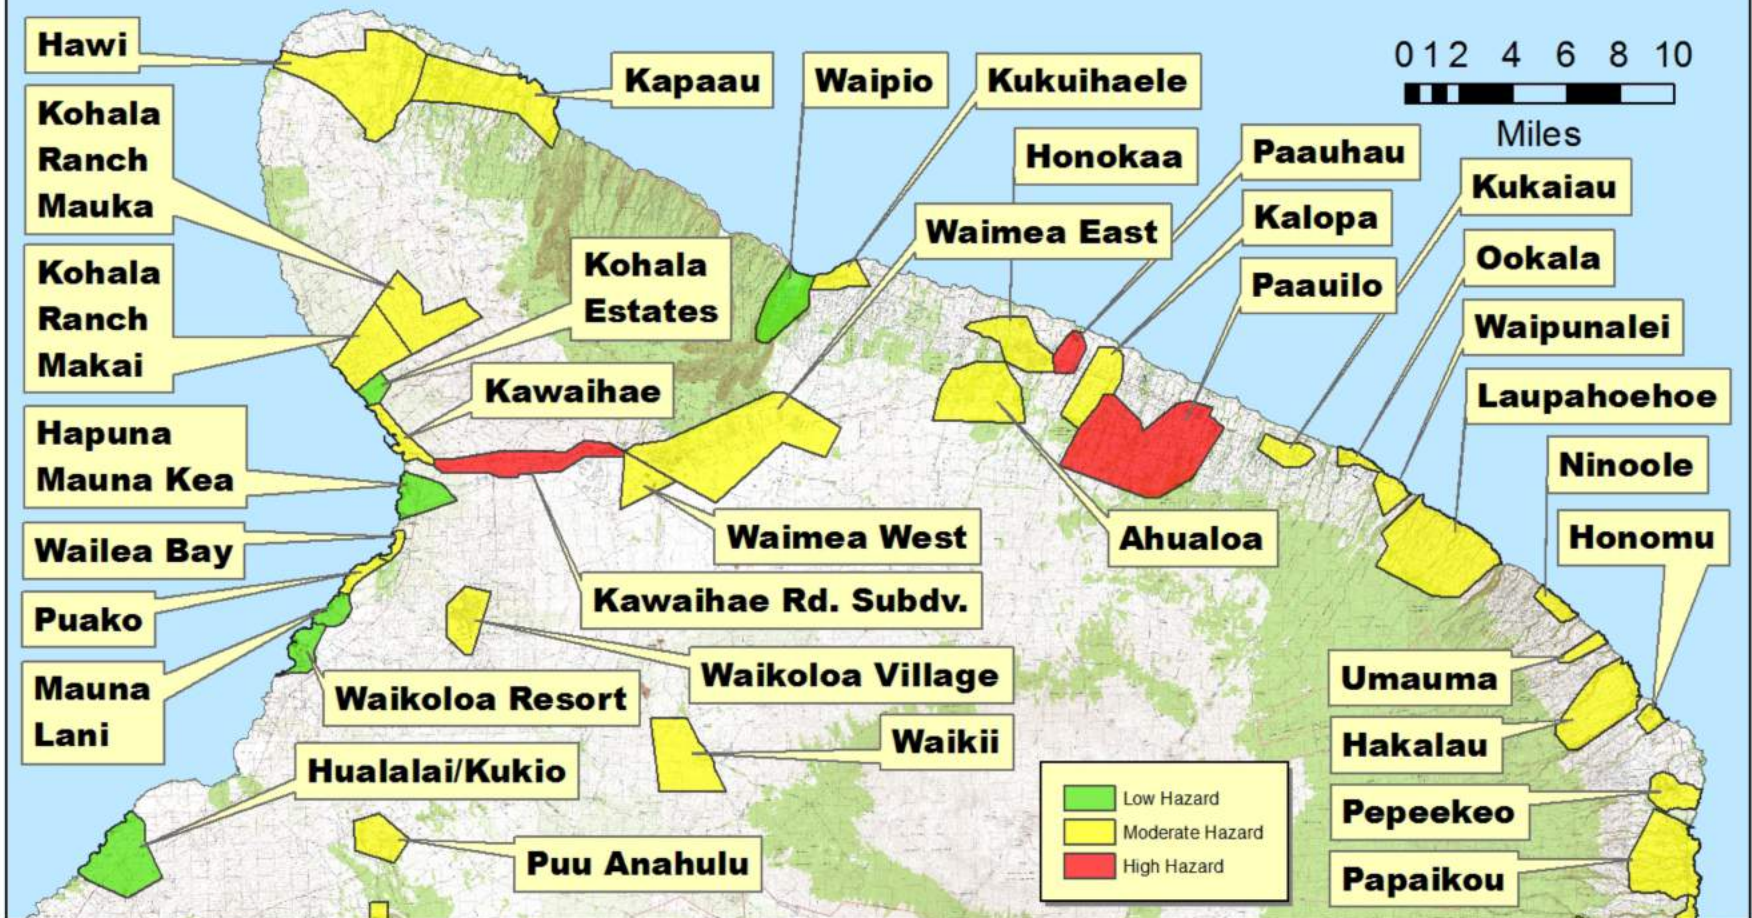 Hawi
Kapaau
Waipio
Kukuihaele
0 1 2 4 6 8 10
Miles
Kohala
Ranch
Mauka
Honokaa
Paauhau
Kukaiau
Waimea East
Kalopa
Kohala
Estates
Ookala
Kohala
Ranch
Makai
Paauilo
Waipunalei
Kawaihae
Laupahoehoe
Hapuna
Mauna Kea
Ninoole
Wailea Bay
Waimea West
Ahualoa
Honomu
Puako
Kawaihae Rd. Subdv.
Mauna
Lani
Waikoloa Resort
Waikoloa Village
Umauma
Waikii
Hakalau
Hualalai/Kukio
Low Hazard
Moderate Hazard
High Hazard
Pepeekeo
Puu Anahulu
Papaikou